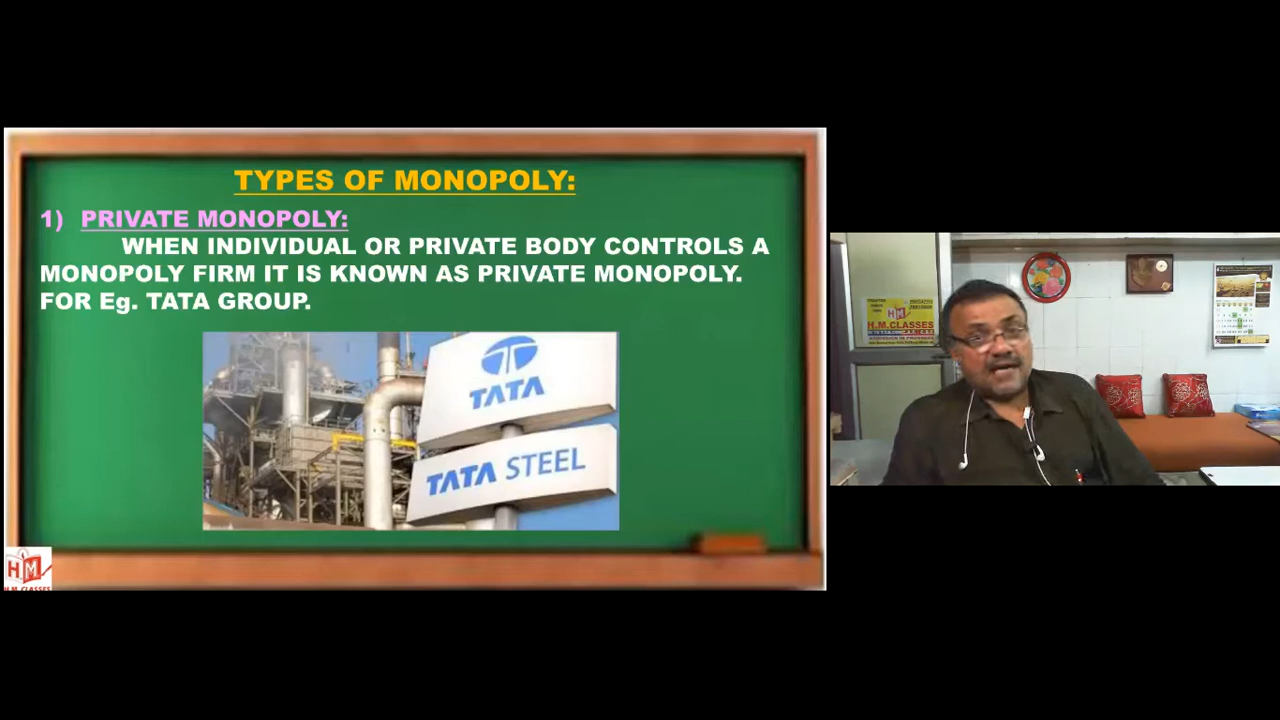 TYPES OF MONOPOLY:
1) PRIVATE MONOPOLY:
WHEN INDIVIDUAL OR PRIVATE BODY CONTROLS A
MONOPOLY FIRM IT IS KNOWN AS PRIVATE MONOPOLY.
FOR Eg. TATA GROUP.
TATA
TATA STEEL
HM
H.M. CLASSES
H.M.CLASSES